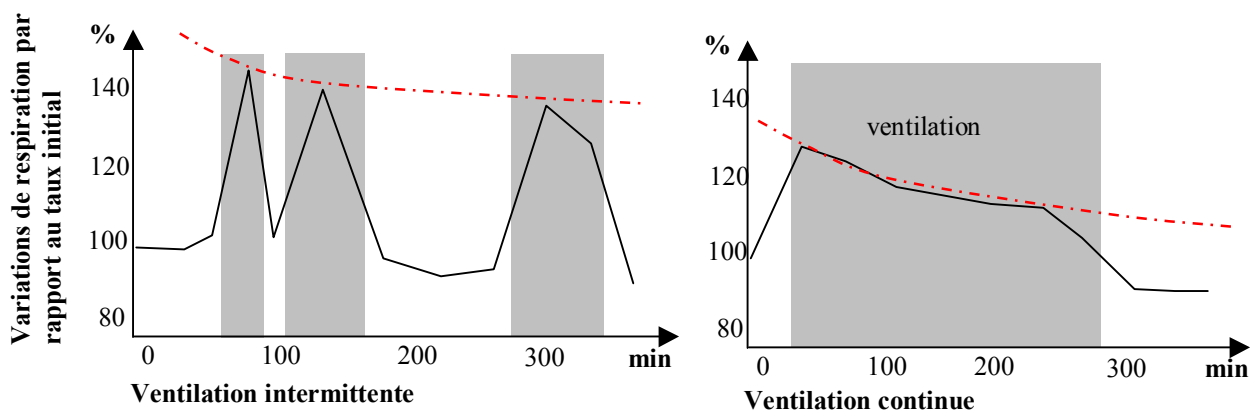 Variations de respiration par
rapport au taux initial
%
140
120
100
80
0 100 200 300 min
Ventilation intermittente
%
140
ventilation
120
100
80
0 100 200 300 min
Ventilation continue